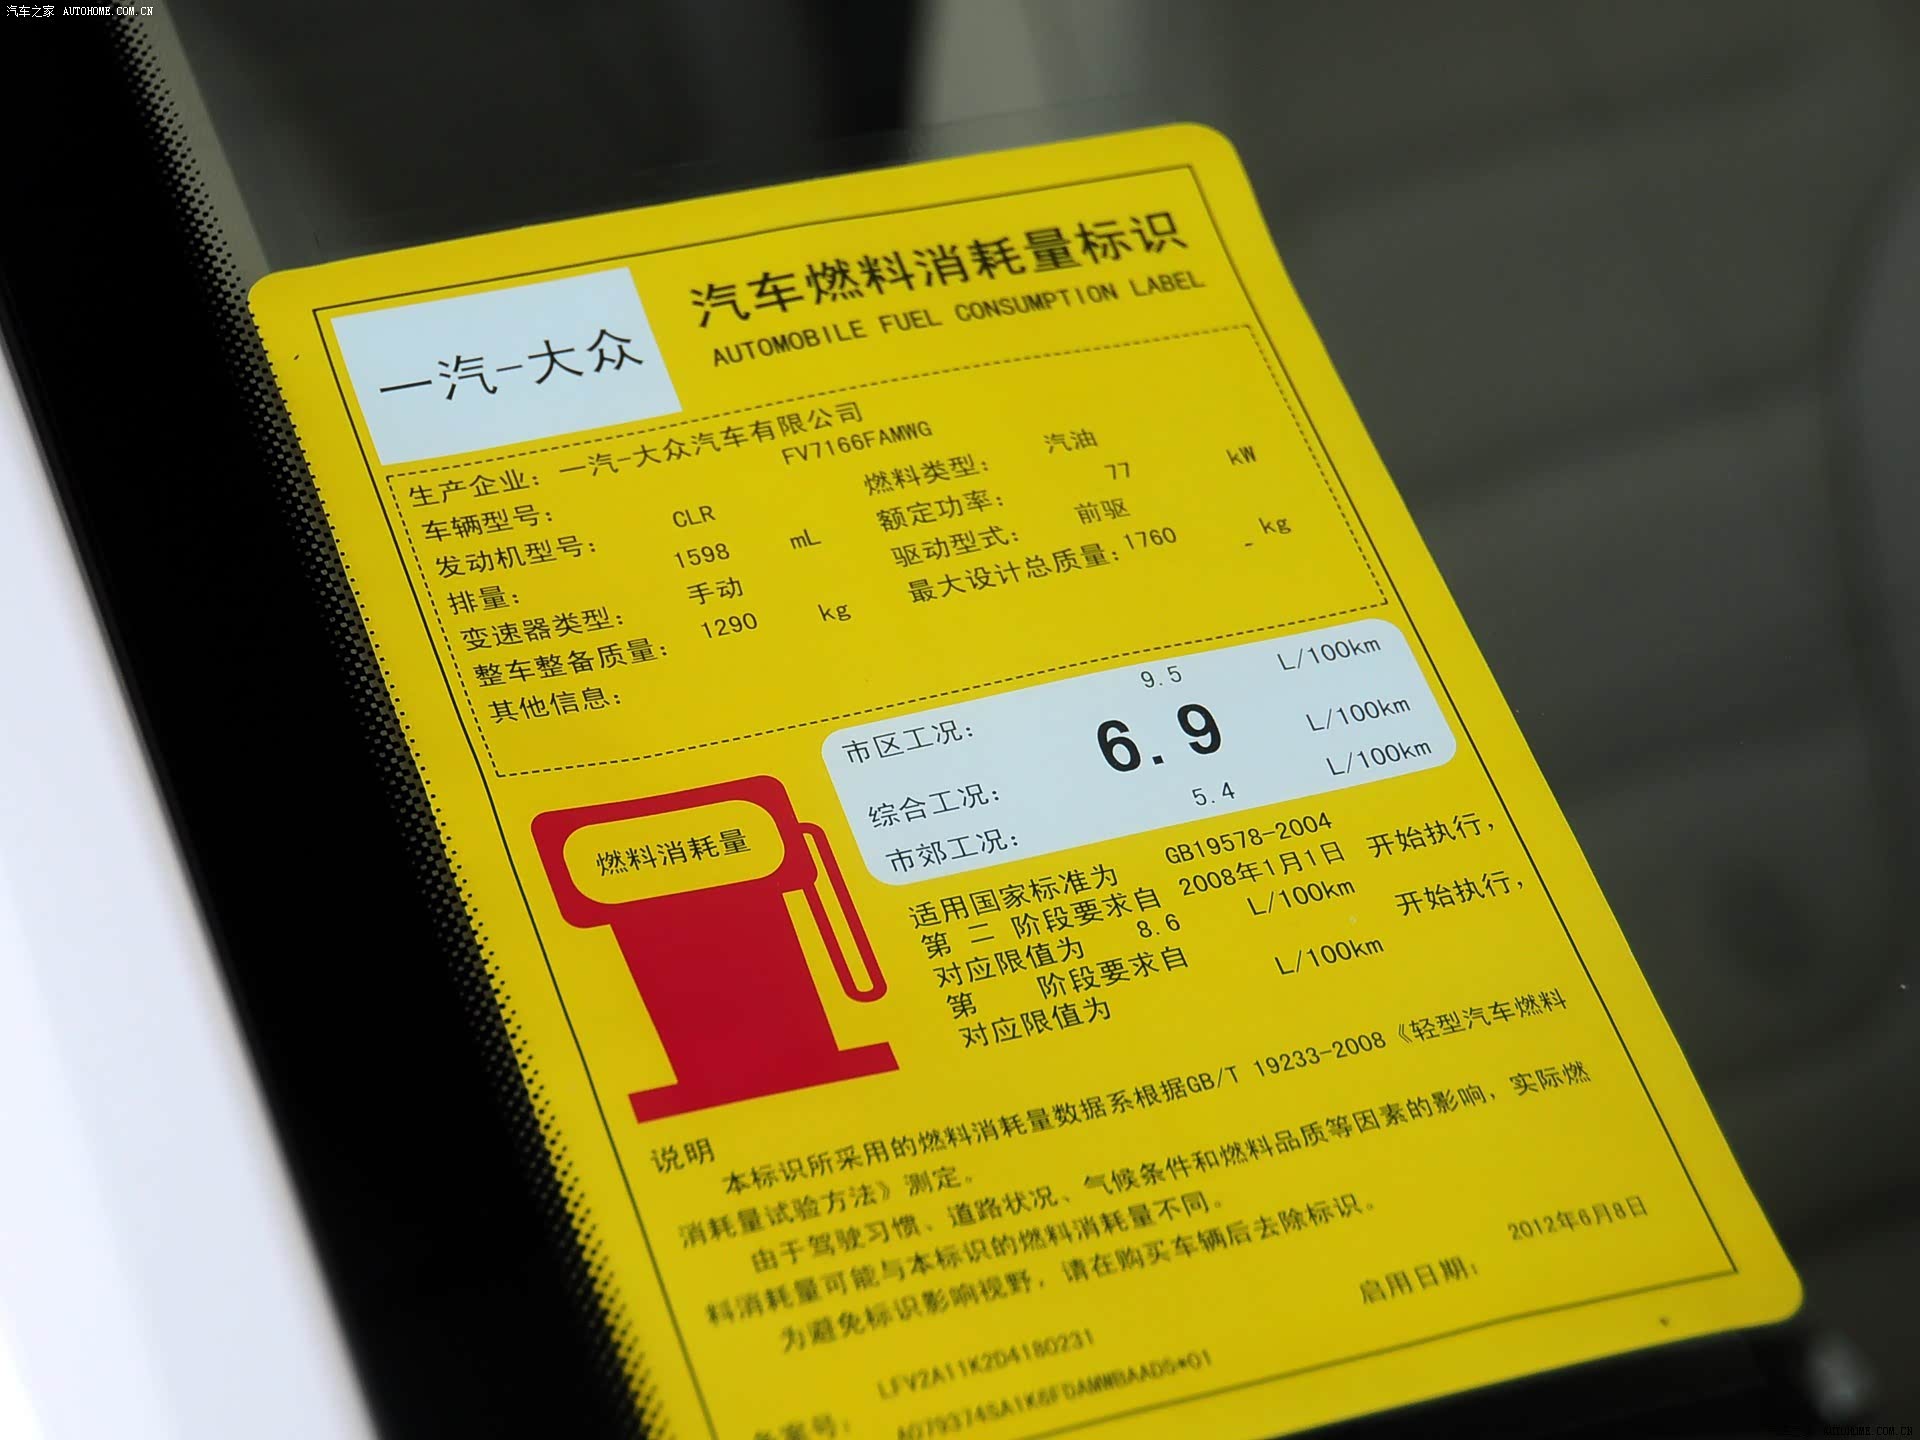 汽车之家 AUTOHOME.COM.CN
一汽-大众
汽车燃料消耗量标识
AUTOMOBILE FUEL CONSUMPTION LABEL
生产企业: 一汽-大众汽车有限公司
车辆型号: FV7166FAMWG
发动机型号: CLR 燃料类型: 汽油
排量: 1598 mL 额定功率: 77 kW
变速器类型: 手动 驱动型式: 前驱
整车整备质量: 1290 kg 最大设计总质量: 1760 kg
其他信息:
市区工况: 9.5 L/100km
综合工况: 6.9 L/100km
市郊工况: 5.4 L/100km
燃料消耗量
适用国家标准为 GB19578-2004
第 二 阶段要求自 2008年1月1日 开始执行,
对应限值为 8.6 L/100km
第 阶段要求自 开始执行,
对应限值为 L/100km
说明
本标识所采用的燃料消耗量数据系根据GB/T 19233-2008《轻型汽车燃料
消耗量试验方法》测定。
由于驾驶习惯、道路状况、气候条件和燃料品质等因素的影响，实际燃
料消耗量可能与本标识的燃料消耗量不同。
为避免标识影响视野，请在购买车辆后去除标识。
启用日期: 2012年6月8日
LFV2A11K2D4180231
备案号:
AUTOHOME.COM.CN